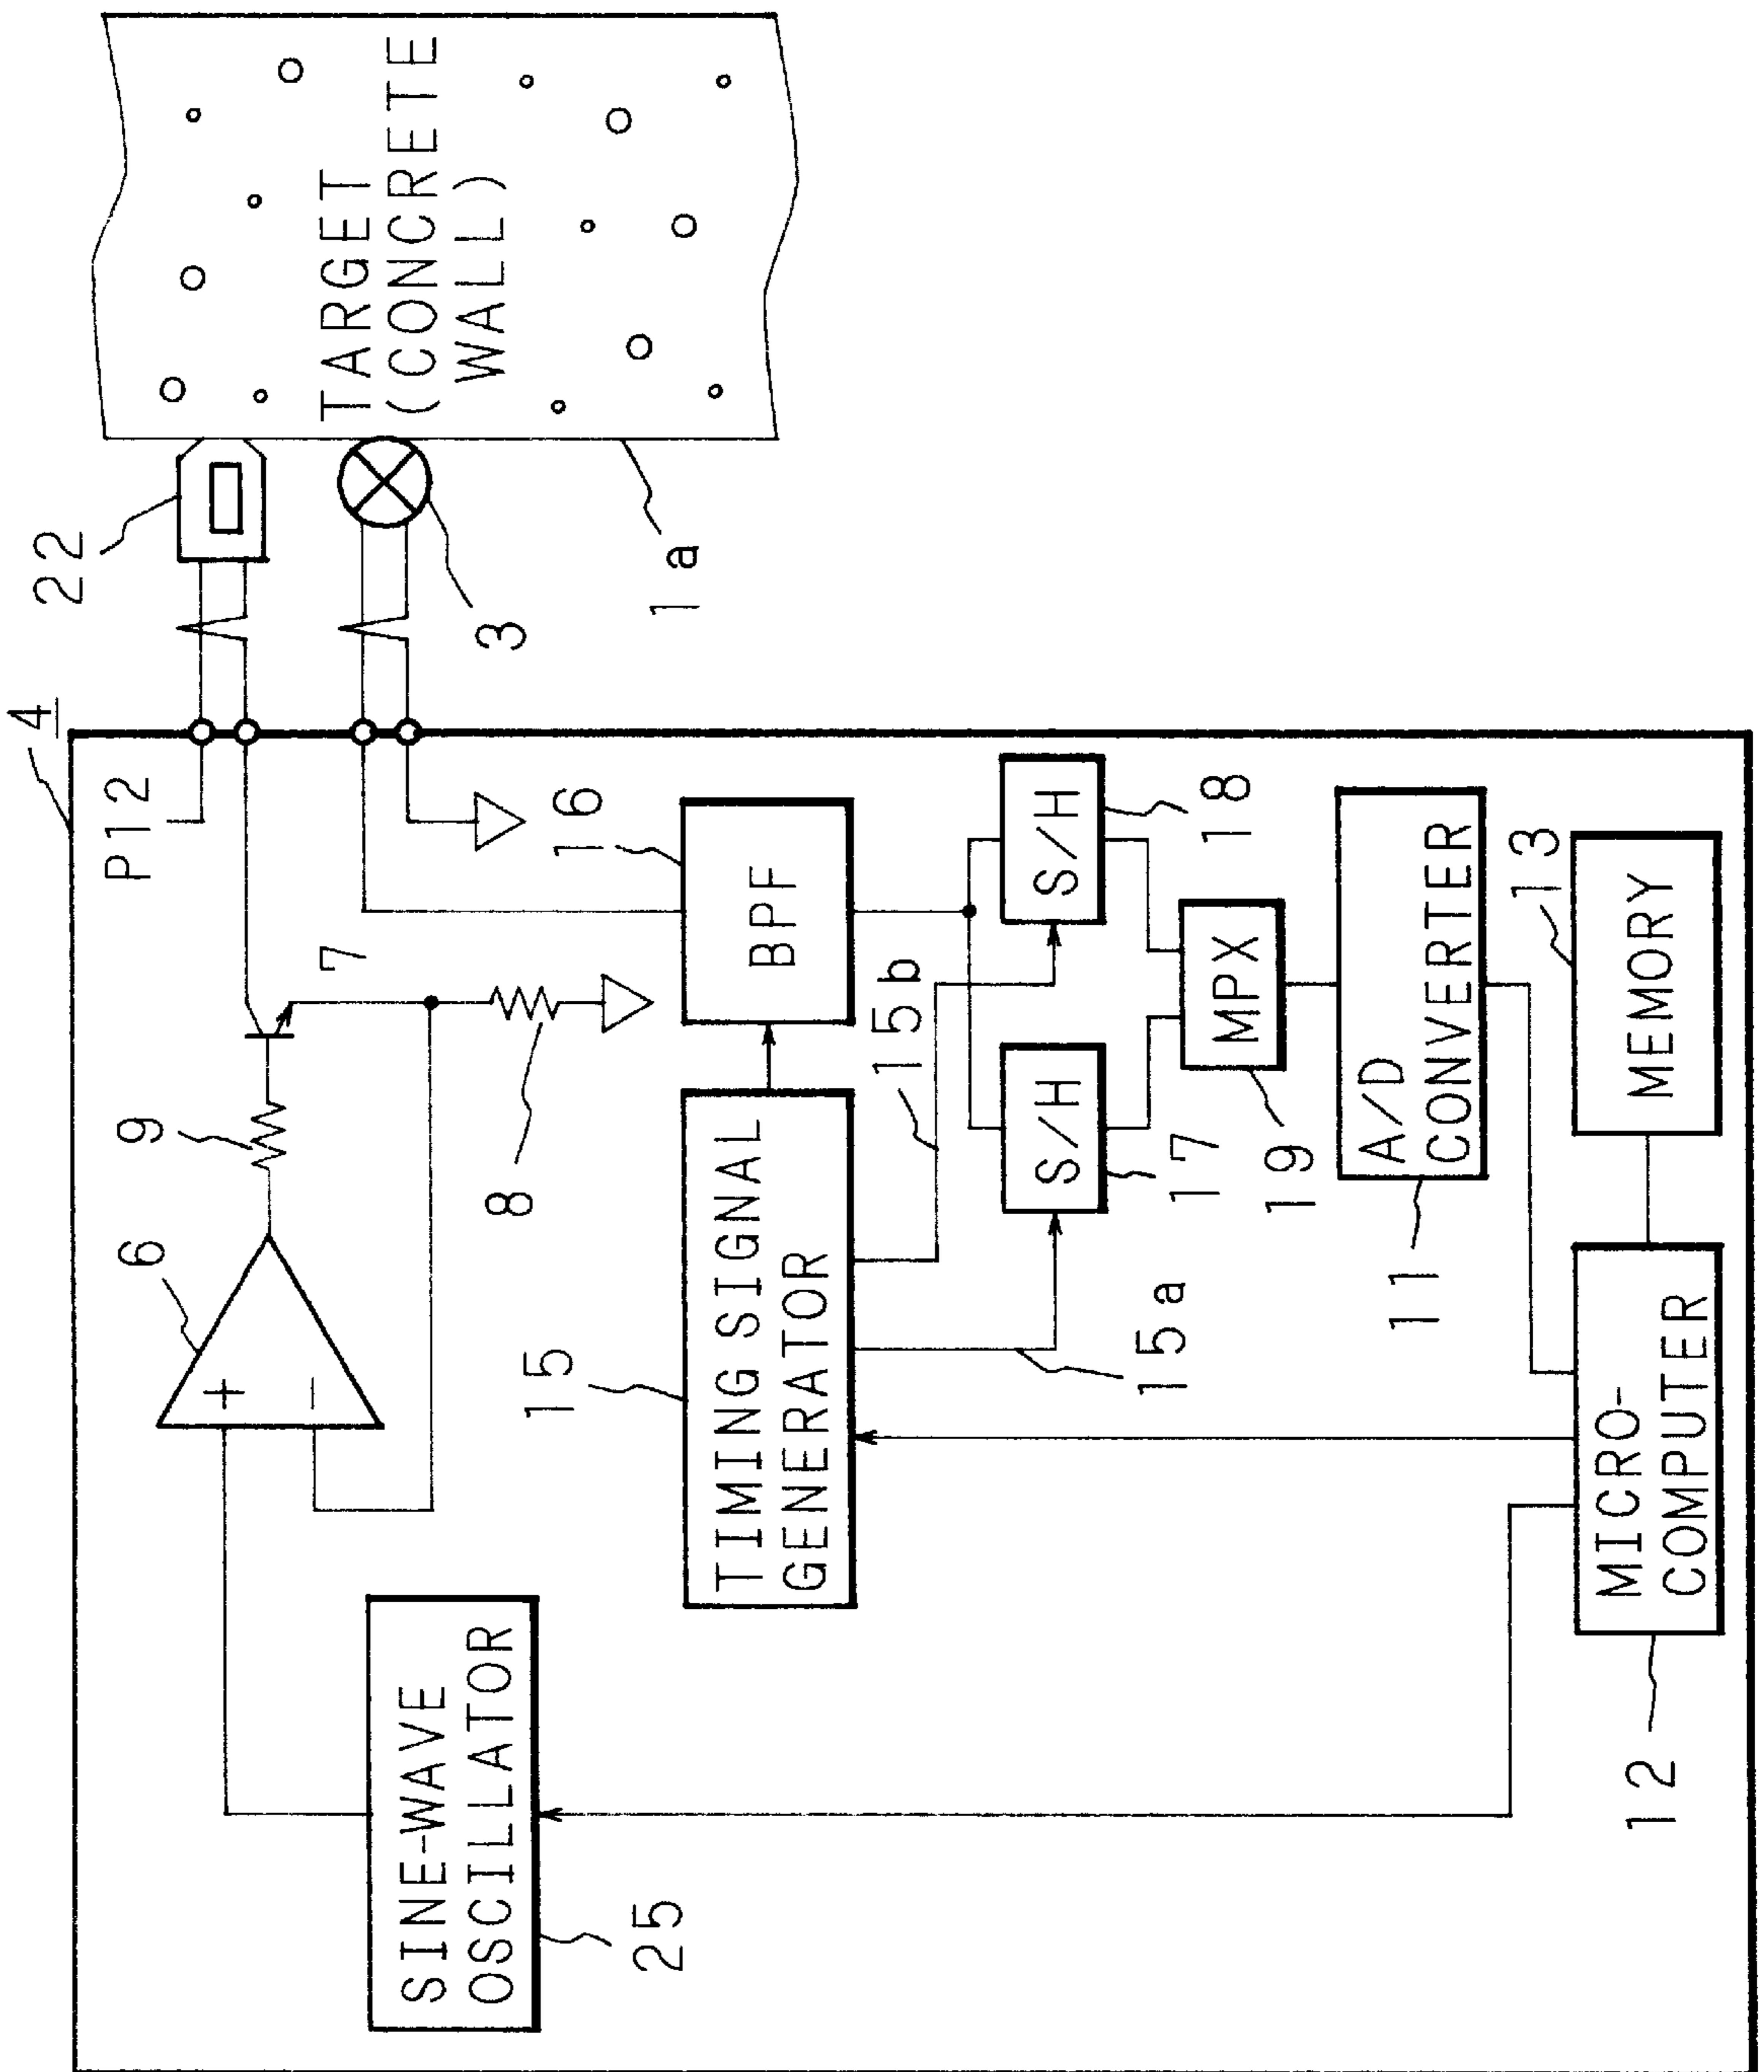 4
P12
22
3
1a
TARGET
(CONCRETE
WALL)
6
9
7
8
SINE-WAVE
OSCILLATOR
25
15
TIMING SIGNAL
GENERATOR
16
BPF
15b
15a
S/H
17
S/H
18
MPX
19
A/D
CONVERTER
11
MICRO-
COMPUTER
12
MEMORY
13
+
−